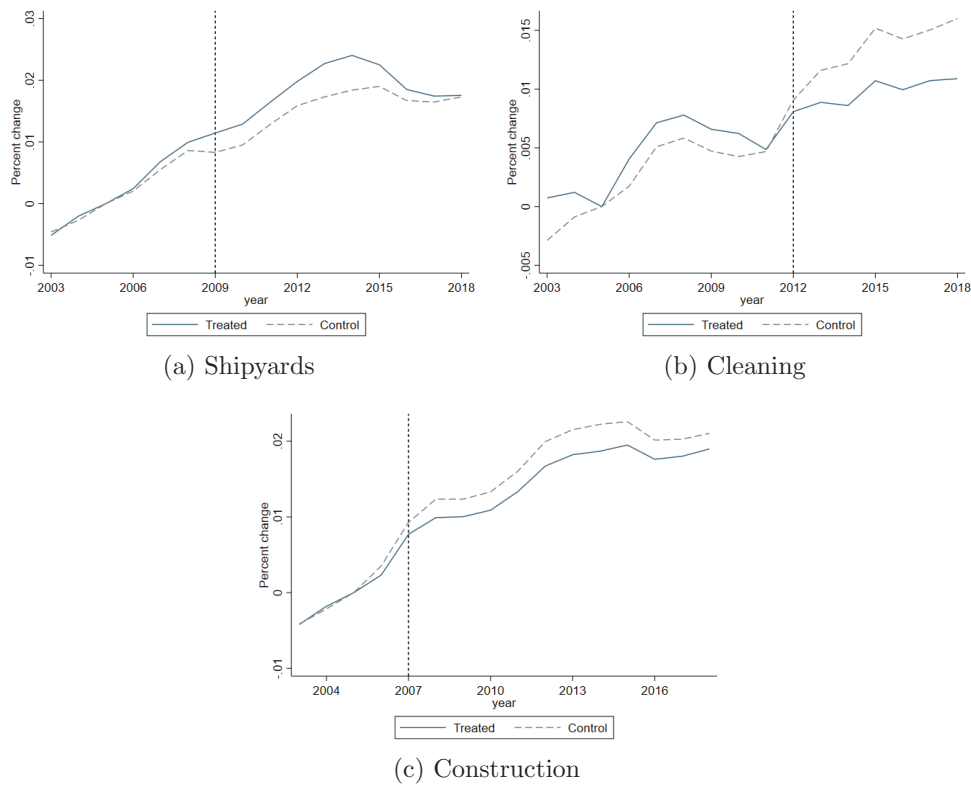 Percent change
.03
.02
.01
0
-.01
2003 2006 2009 2012 2015 2018
year
Treated Control
(a) Shipyards
Percent change
.015
.01
.005
0
-.005
2003 2006 2009 2012 2015 2018
year
Treated Control
(b) Cleaning
Percent change
.02
.01
0
-.01
2004 2007 2010 2013 2016
year
Treated Control
(c) Construction